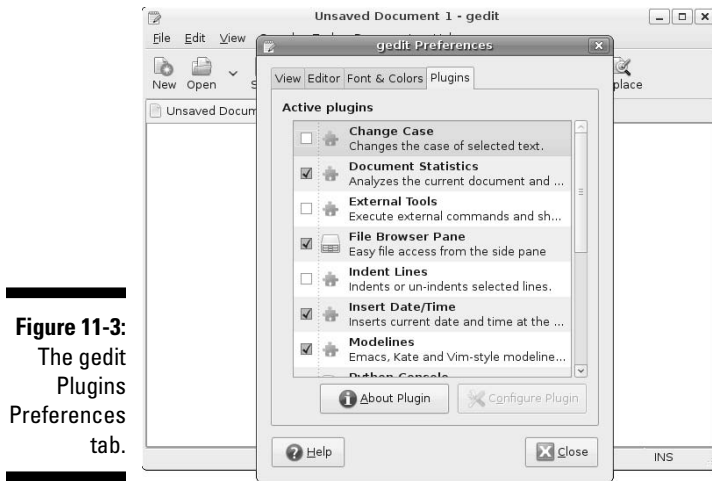 Unsaved Document 1 - gedit
File Edit View
gedit Preferences
New Open
place
Unsaved Docum
View Editor Font & Colors Plugins
Active plugins
Change Case
Changes the case of selected text.
Document Statistics
Analyzes the current document and ...
External Tools
Execute external commands and sh...
File Browser Pane
Easy file access from the side pane
Indent Lines
Indents or un-indents selected lines.
Insert Date/Time
Inserts current date and time at the ...
Modelines
Emacs, Kate and Vim-style modeline...
Python Console
About Plugin Configure Plugin
Help Close
INS
Figure 11-3:
The gedit
Plugins
Preferences
tab.